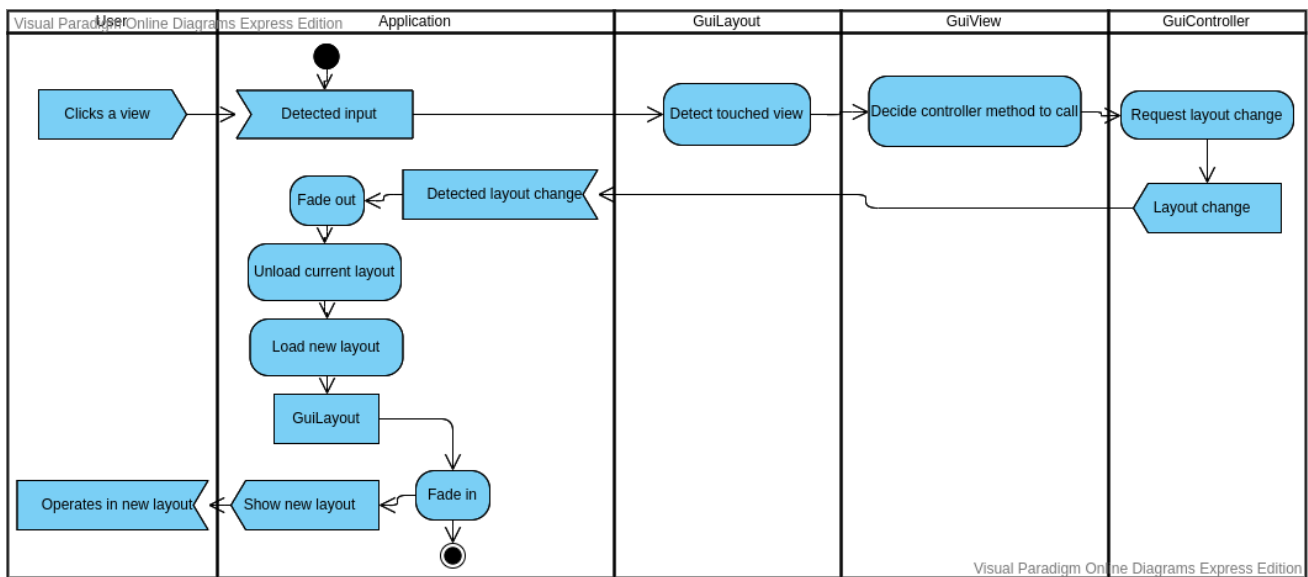 Visual Paradigm Online Diagrams Express Edition
User
Application
GuiLayout
GuiView
GuiController
Clicks a view
Detected input
Detect touched view
Decide controller method to call
Request layout change
Fade out
Detected layout change
Layout change
Unload current layout
Load new layout
GuiLayout
Operates in new layout
Show new layout
Fade in
Visual Paradigm Online Diagrams Express Edition